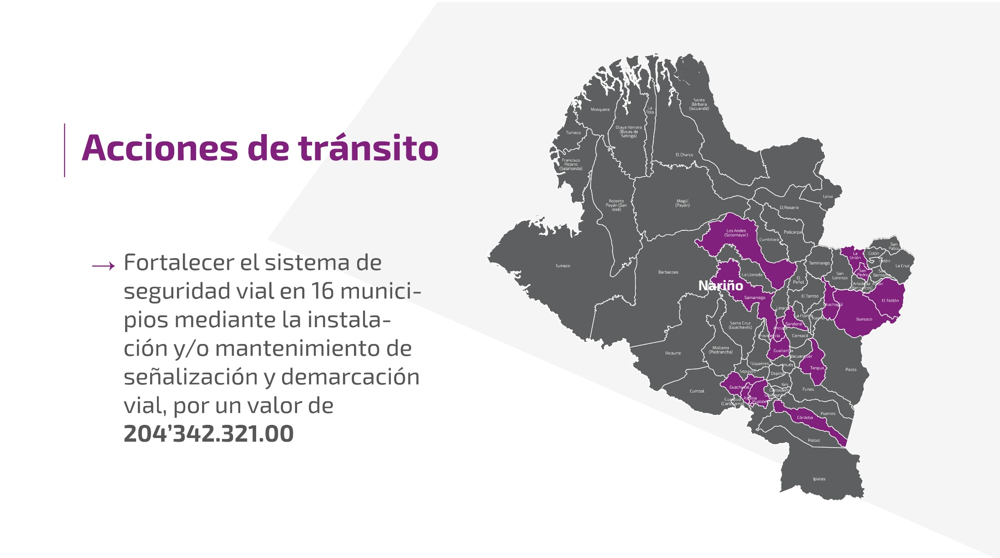 Acciones de tránsito
→ Fortalecer el sistema de
seguridad vial en 16 munici-
pios mediante la instala-
ción y/o mantenimiento de
señalización y demarcación
vial, por un valor de
204’342.321.00
Santa
Bárbara
(Iscuandé)
Mosquera
La
Tola
Olaya Herrera
(Bocas de
Satinga)
Tumaco
El Charco
Francisco
Pizarro
(Salahonda)
Leiva
Roberto
Payán (San
José)
Magüí
(Payán)
El Rosario
Los Andes
(Sotomayor)
Policarpa
Cumbitara
San
Pablo
La
Unión
Colón
Belén
La Cruz
Tumaco
Taminango
Barbacoas
La Llanada
San
Lorenzo
San
Pedro
San
Bernardo
El
Peñol
Nariño
Arboleda
(Berruecos)
Albán
Samaniego
El Tambo
El Tablón
Chachagüí
Linares
La Florida
Nariño
Buesaco
Santa Cruz
(Guachavés)
Sandoná
Ancuya
Providencia
Consacá
Ricaurte
Mallama
(Piedrancha)
Guaitarilla
Yacuanquer
Túquerres
Imués
Tangua
Pasto
Sapuyes
Ospina
Iles
Guachucal
Cumbal
Contadero
Funes
Gualmatán
Cuaspud
(Carlosama)
Aldana
Pupiales
Puerres
Córdoba
Potosí
Ipiales